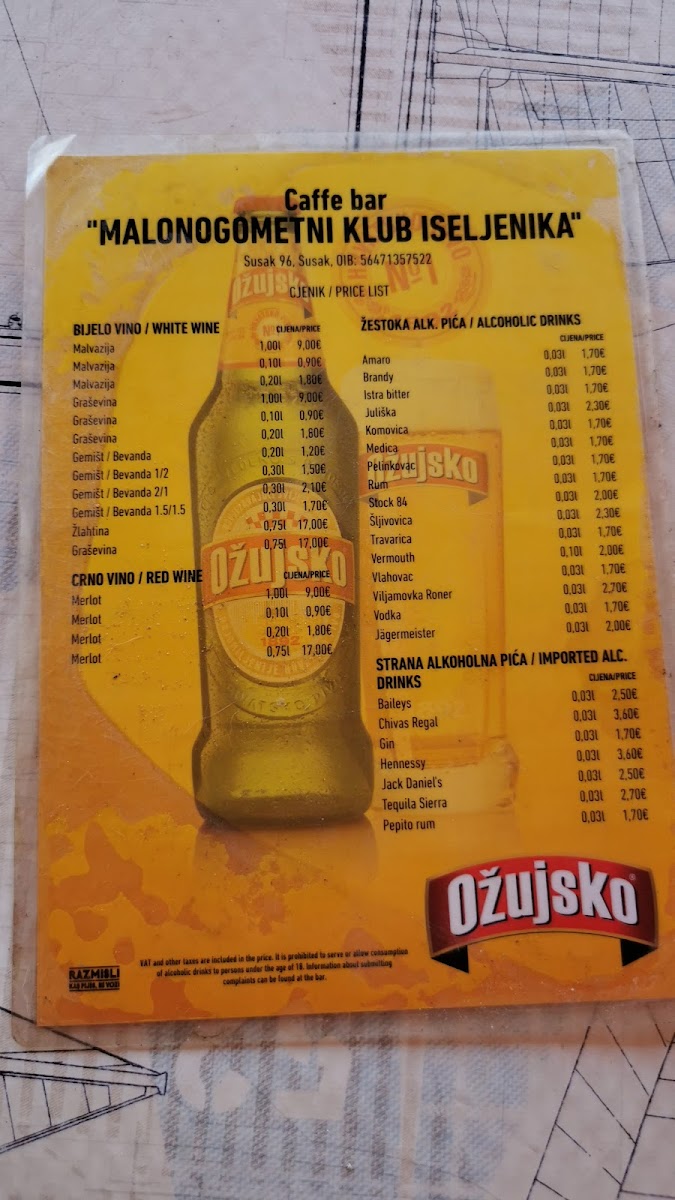 Caffe bar
"MALONOGOMETNI KLUB ISELJENIKA"
Susak 96, Susak, OIB: 56471357522
CJENIK / PRICE LIST
BIJELO VINO / WHITE WINE
CIJENA/PRICE
Malvazija 1,00l 9,00€
Malvazija 0,10l 0,90€
Malvazija 0,20l 1,80€
Graševina 1,00l 9,00€
Graševina 0,10l 0,90€
Graševina 0,20l 1,80€
Gemišt / Bevanda 0,20l 1,20€
Gemišt / Bevanda 1/2 0,30l 1,50€
Gemišt / Bevanda 2/1 0,30l 2,10€
Gemišt / Bevanda 1.5/1.5 0,30l 1,70€
Žlahtina 0,75l 17,00€
Graševina 0,75l 17,00€
CRNO VINO / RED WINE
CIJENA/PRICE
Merlot 1,00l 9,00€
Merlot 0,10l 0,90€
Merlot 0,20l 1,80€
Merlot 0,75l 17,00€
ŽESTOKA ALK. PIĆA / ALCOHOLIC DRINKS
CIJENA/PRICE
Amaro 0,03l 1,70€
Brandy 0,03l 1,70€
Istra bitter 0,03l 1,70€
Juliška 0,03l 2,30€
Komovica 0,03l 1,70€
Medica 0,03l 1,70€
Pelinkovac 0,03l 1,70€
Rum 0,03l 1,70€
Stock 84 0,03l 2,00€
Šljivovica 0,03l 2,30€
Travarica 0,03l 1,70€
Vermouth 0,10l 2,00€
Vlahovac 0,03l 1,70€
Viljamovka Roner 0,03l 2,70€
Vodka 0,03l 1,70€
Jägermeister 0,03l 2,00€
STRANA ALKOHOLNA PIĆA / IMPORTED ALC.
DRINKS
CIJENA/PRICE
Baileys 0,03l 2,50€
Chivas Regal 0,03l 3,60€
Gin 0,03l 1,70€
Hennessy 0,03l 3,60€
Jack Daniel's 0,03l 2,50€
Tequila Sierra 0,03l 2,70€
Pepito rum 0,03l 1,70€
Ožujsko
Ožujsko
Ožujsko
Ožujsko
VAT and other taxes are included in the price. It is prohibited to serve or allow consumption
of alcoholic drinks to persons under the age of 18. Information about submitting
complaints can be found at the bar.
RAZMISLI
KAD PIJEŠ, NE VOZI!